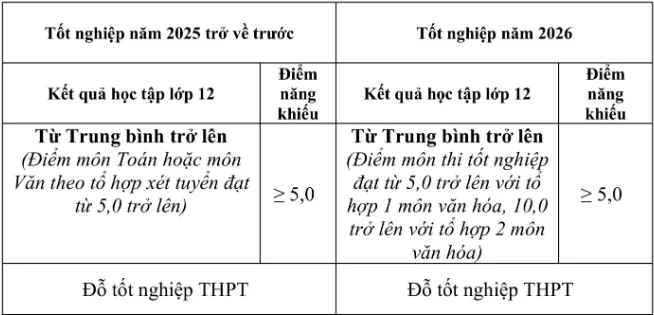 Tốt nghiệp năm 2025 trở về trước
Tốt nghiệp năm 2026
Kết quả học tập lớp 12
Điểm
năng
khiếu
Kết quả học tập lớp 12
Điểm
năng
khiếu
Từ Trung bình trở lên
(Điểm môn Toán hoặc môn
Văn theo tổ hợp xét tuyển đạt
từ 5,0 trở lên)
≥ 5,0
Từ Trung bình trở lên
(Điểm môn thi tốt nghiệp
đạt từ 5,0 trở lên với tổ
hợp 1 môn văn hóa, 10,0
trở lên với tổ hợp 2 môn
văn hóa)
≥ 5,0
Đỗ tốt nghiệp THPT
Đỗ tốt nghiệp THPT